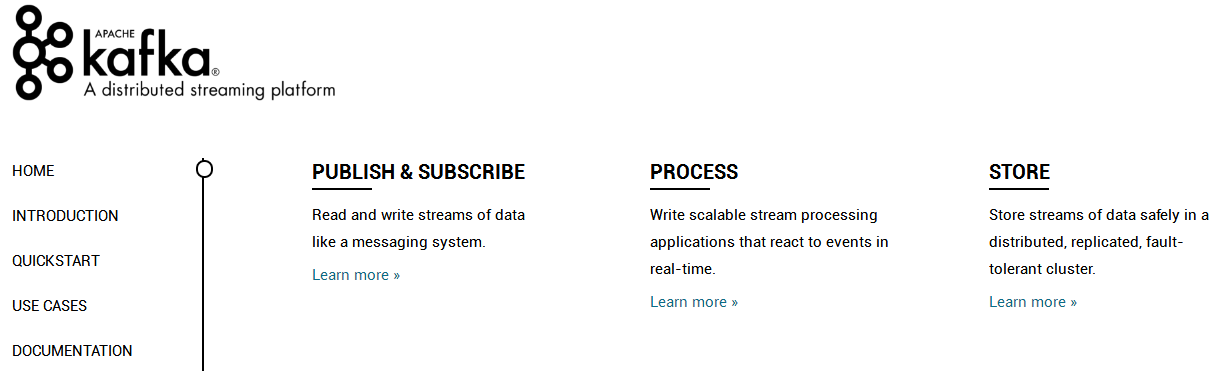 APACHE
kafka®
A distributed streaming platform
HOME
INTRODUCTION
QUICKSTART
USE CASES
DOCUMENTATION
PUBLISH & SUBSCRIBE
Read and write streams of data
like a messaging system.
Learn more »
PROCESS
Write scalable stream processing
applications that react to events in
real-time.
Learn more »
STORE
Store streams of data safely in a
distributed, replicated, fault-
tolerant cluster.
Learn more »